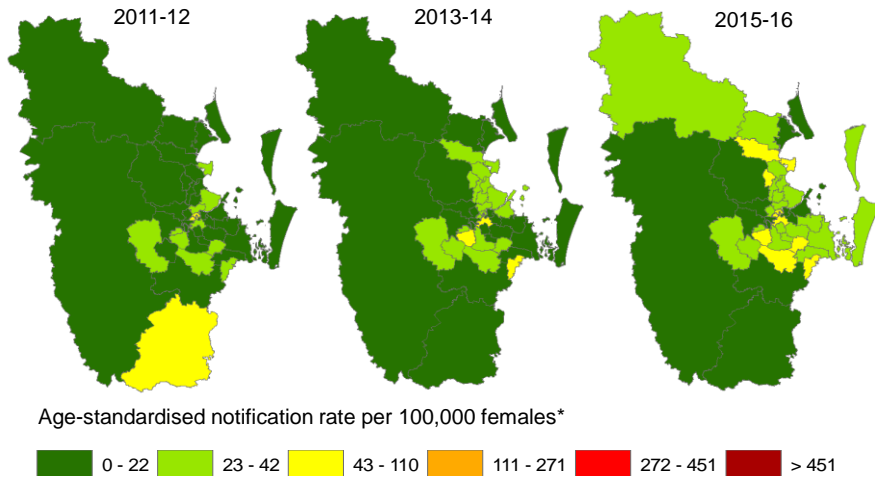 2011-12 2013-14 2015-16
Age-standardised notification rate per 100,000 females*
0 - 22 23 - 42 43 - 110 111 - 271 272 - 451 > 451